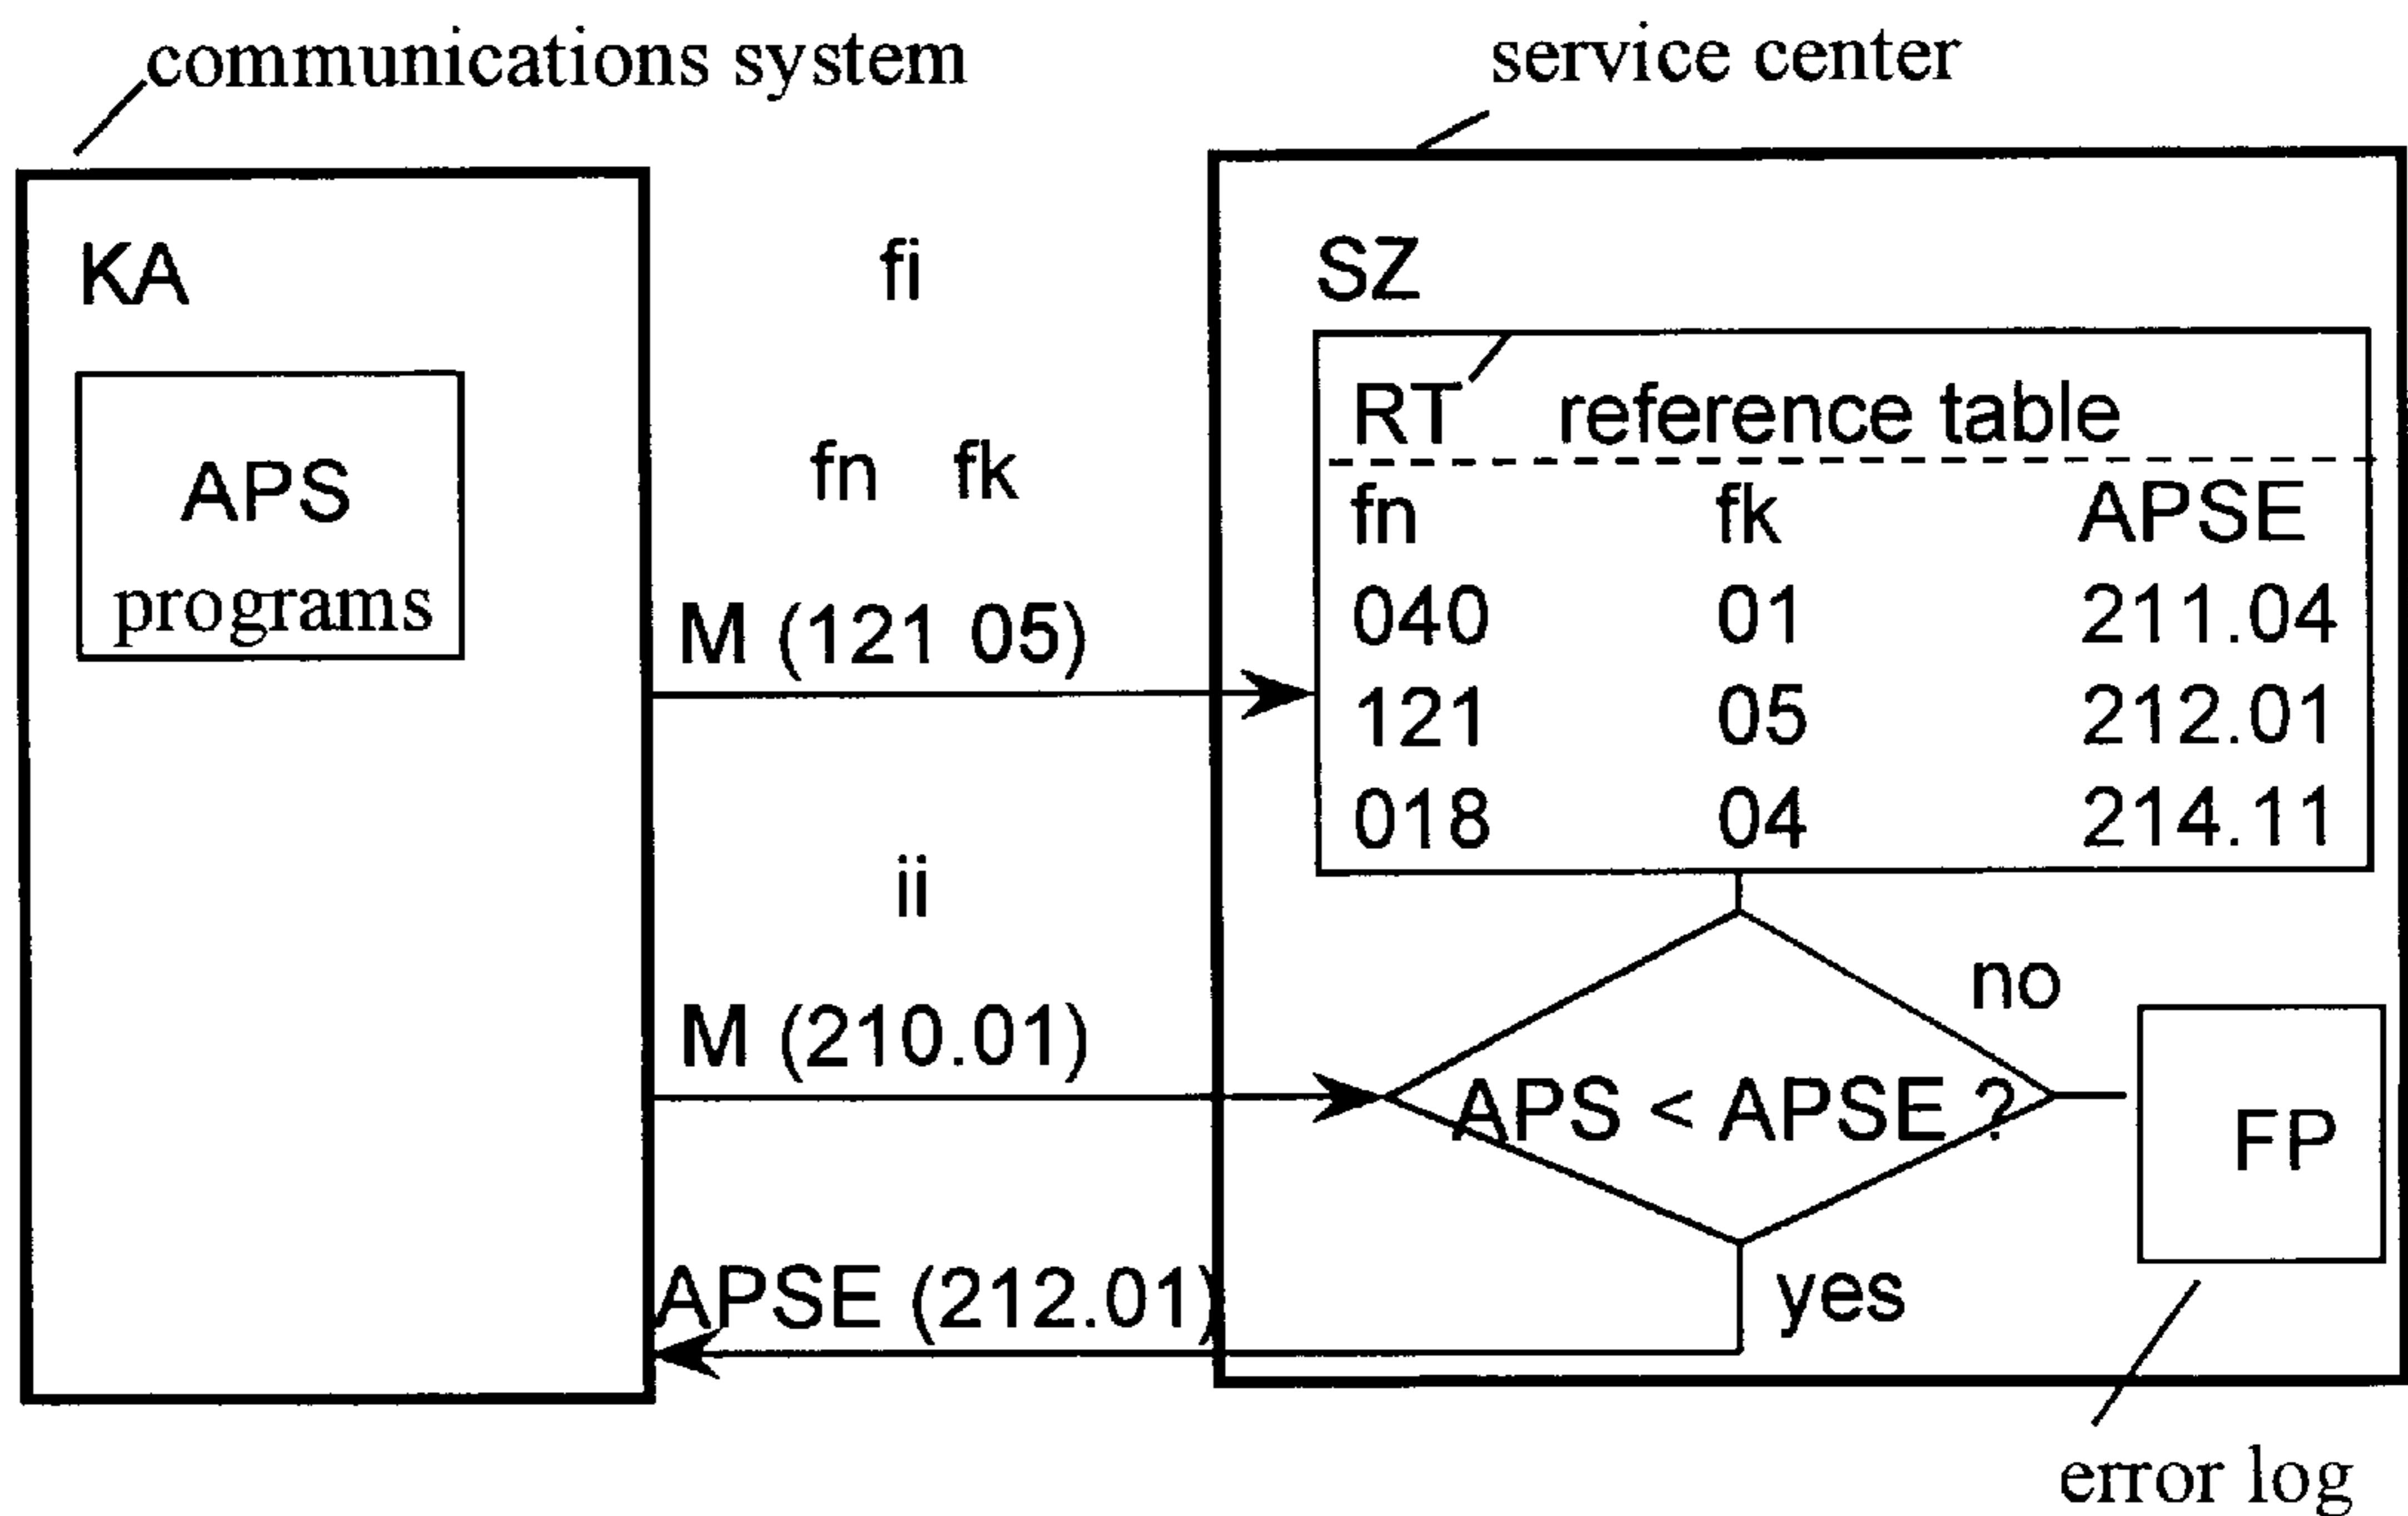 communications system
service center
KA
fi
SZ
APS
programs
fn fk
M (121 05)
RT reference table
fn fk APSE
040 01 211.04
121 05 212.01
018 04 214.11
ii
M (210.01)
APS < APSE ?
no
FP
yes
APSE (212.01)
error log